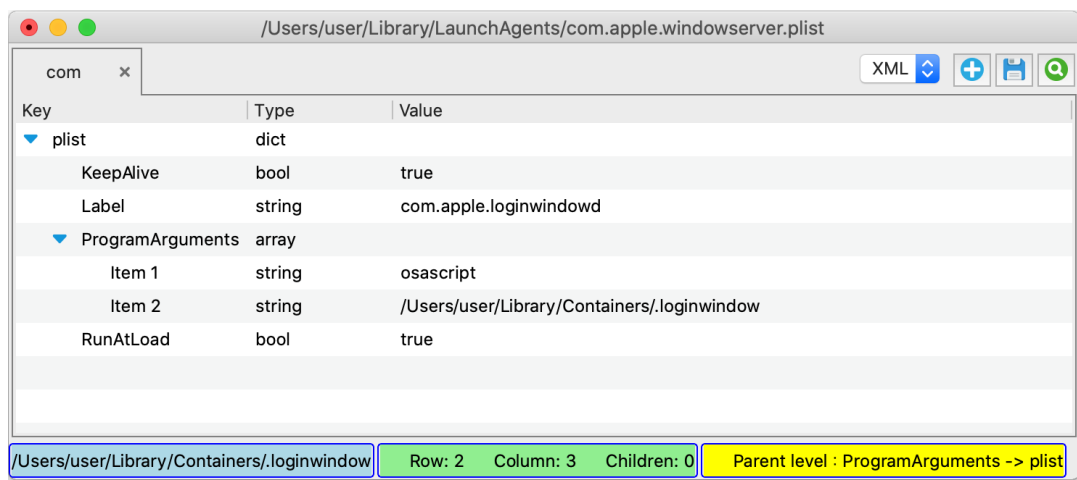 /Users/user/Library/LaunchAgents/com.apple.windowserver.plist
com ×
XML
Key Type Value
plist dict
KeepAlive bool true
Label string com.apple.loginwindowd
ProgramArguments array
Item 1 string osascript
Item 2 string /Users/user/Library/Containers/.loginwindow
RunAtLoad bool true
/Users/user/Library/Containers/.loginwindow Row: 2 Column: 3 Children: 0 Parent level : ProgramArguments -> plist